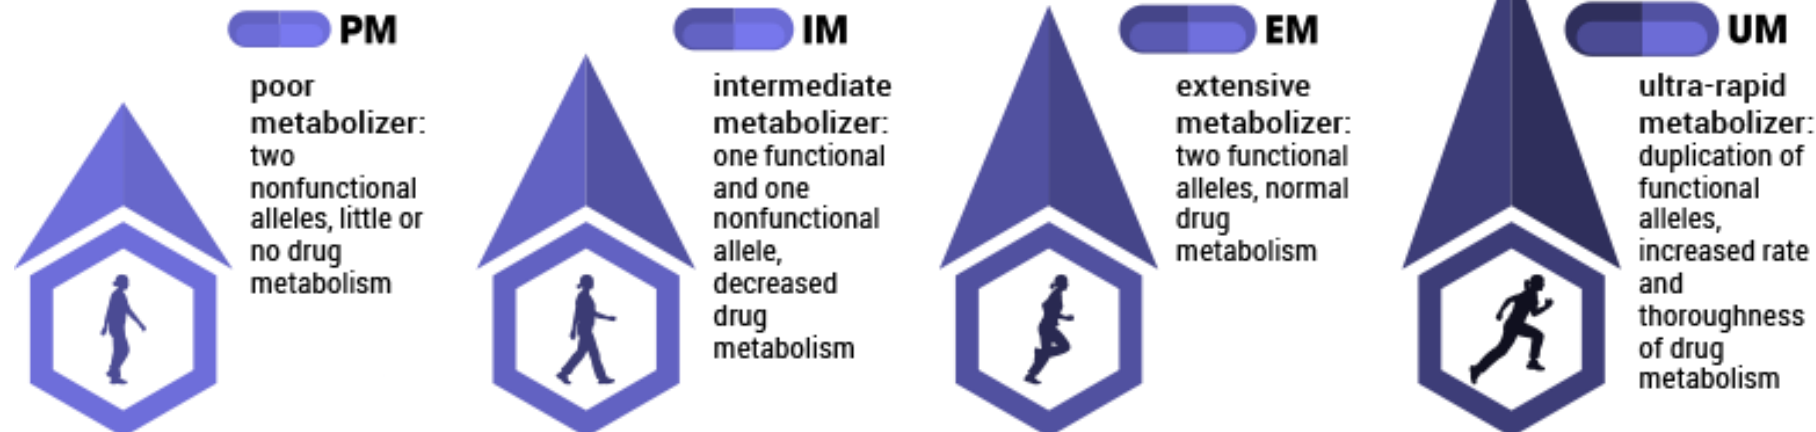 PM
poor
metabolizer:
two
nonfunctional
alleles, little or
no drug
metabolism
IM
intermediate
metabolizer:
one functional
and one
nonfunctional
allele,
decreased
drug
metabolism
EM
extensive
metabolizer:
two functional
alleles, normal
drug
metabolism
UM
ultra-rapid
metabolizer:
duplication of
functional
alleles,
increased rate
and
thoroughness
of drug
metabolism